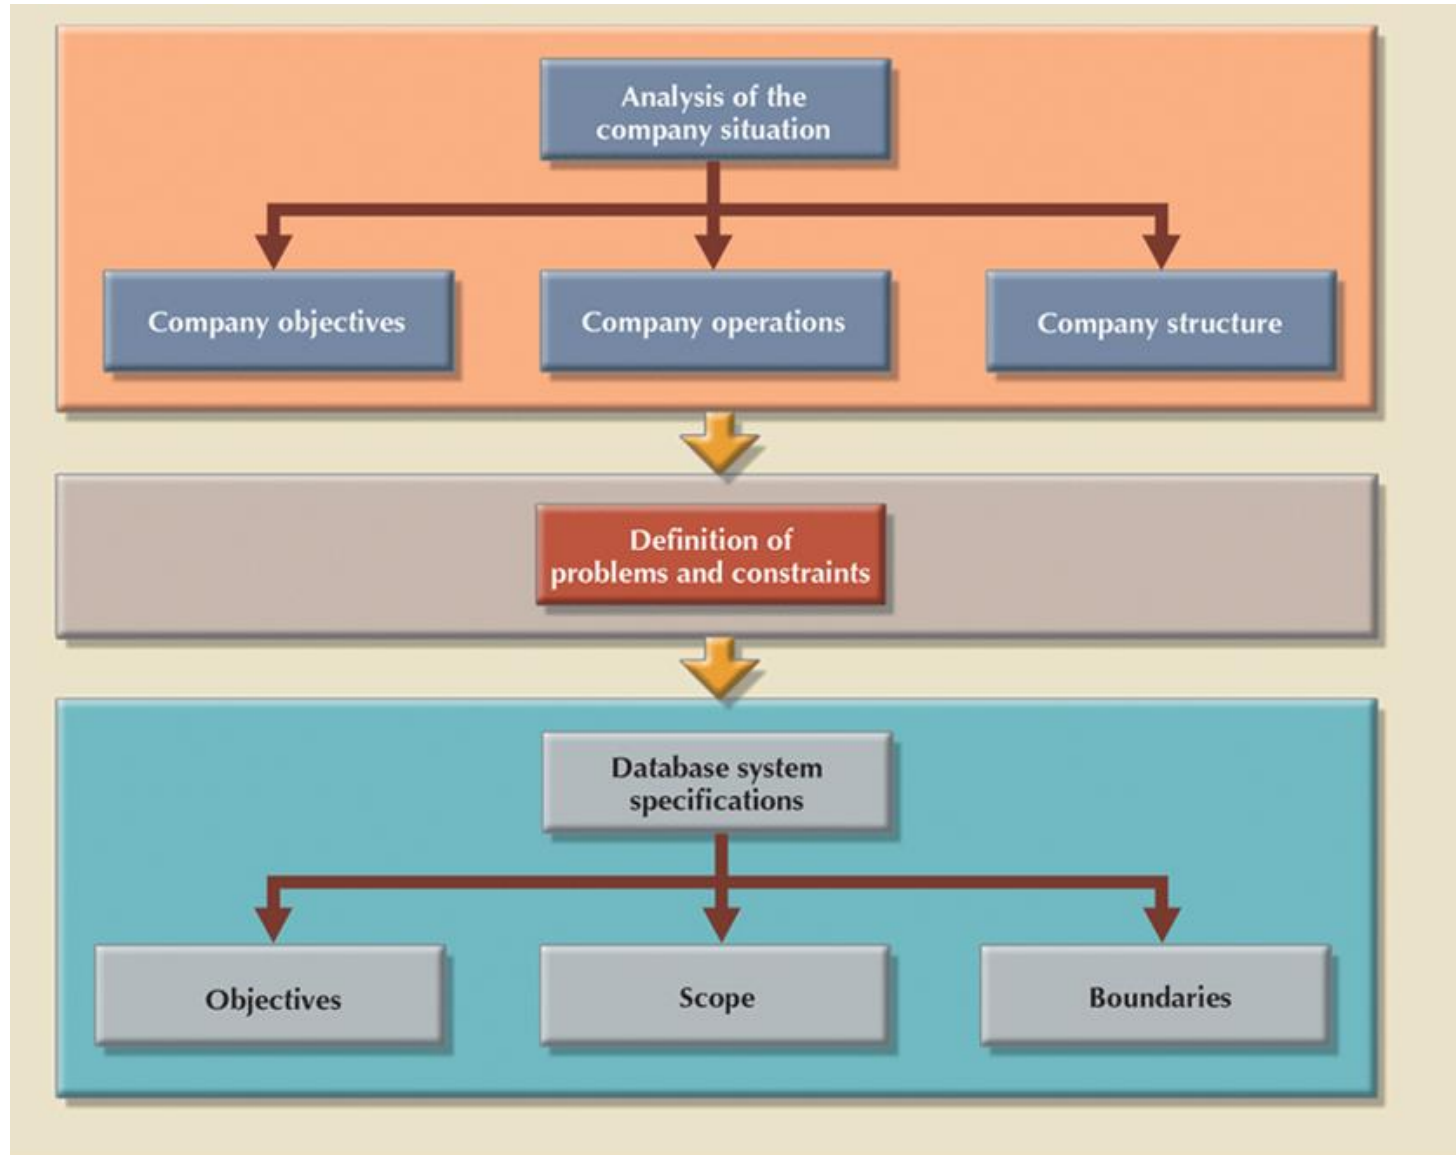 Analysis of the
company situation
Company objectives
Company operations
Company structure
Definition of
problems and constraints
Database system
specifications
Objectives
Scope
Boundaries